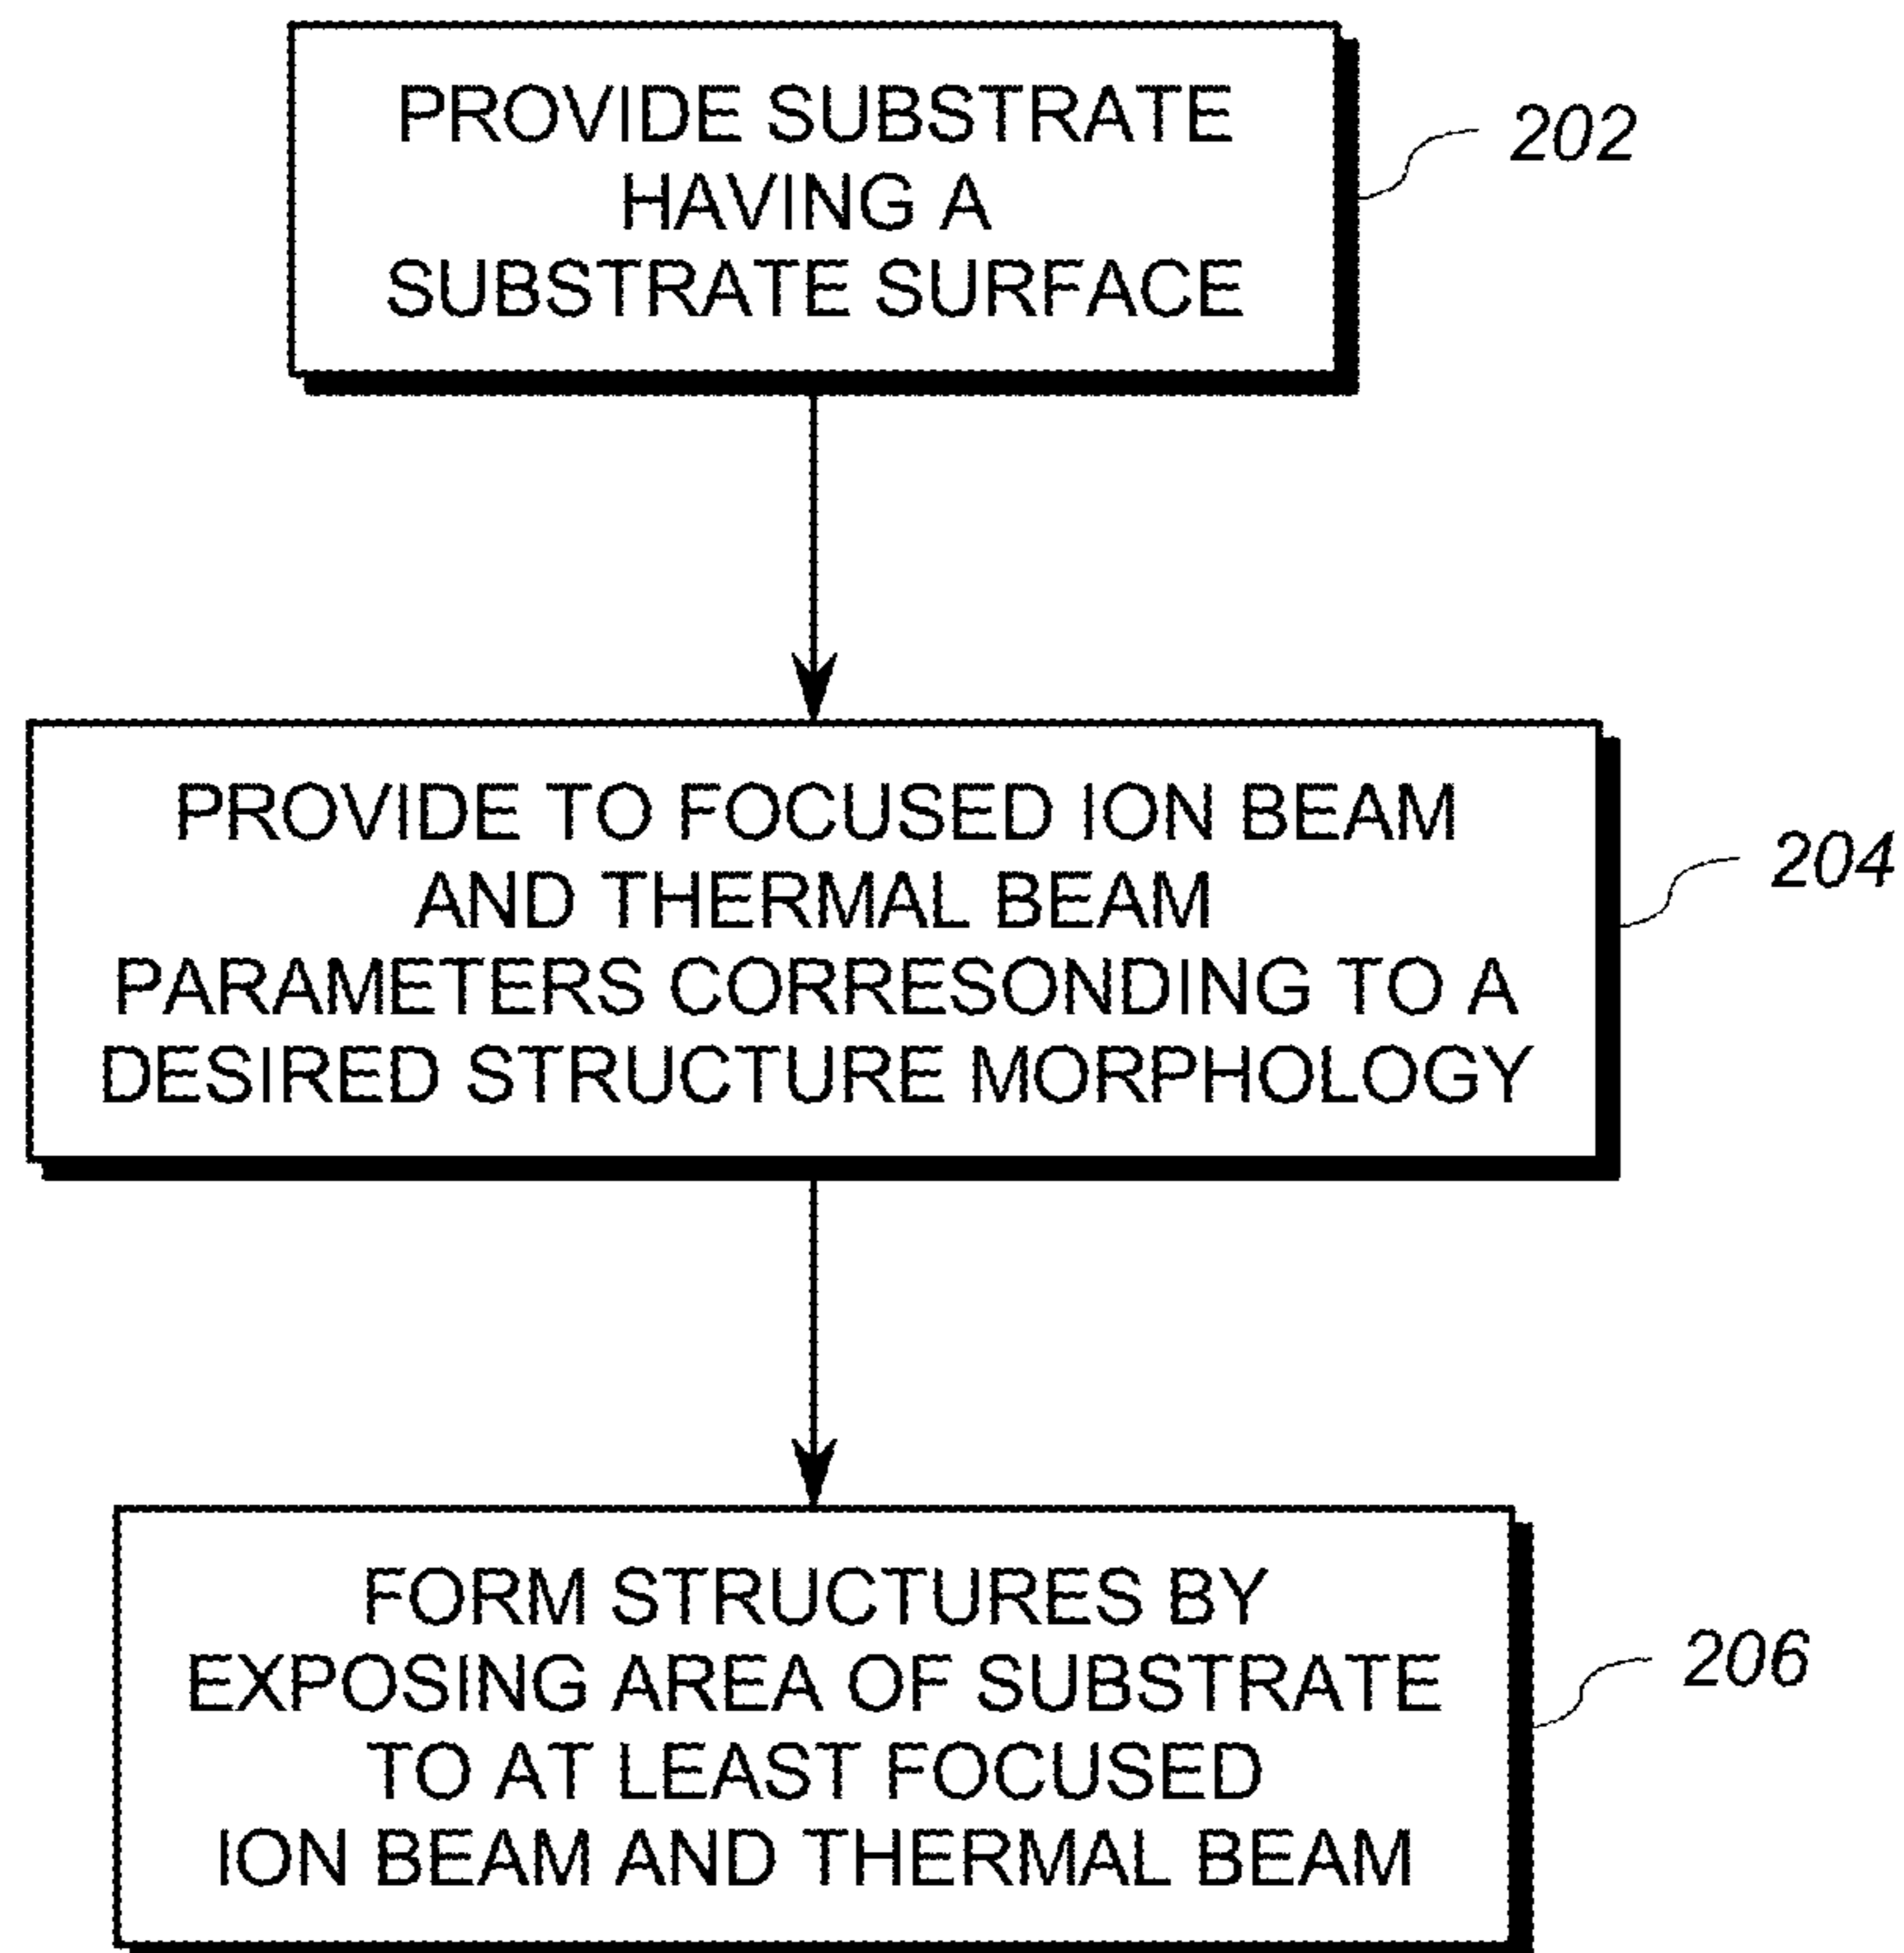 PROVIDE SUBSTRATE
HAVING A
SUBSTRATE SURFACE
202
PROVIDE TO FOCUSED ION BEAM
AND THERMAL BEAM
PARAMETERS CORRESONDING TO A
DESIRED STRUCTURE MORPHOLOGY
204
FORM STRUCTURES BY
EXPOSING AREA OF SUBSTRATE
TO AT LEAST FOCUSED
ION BEAM AND THERMAL BEAM
206